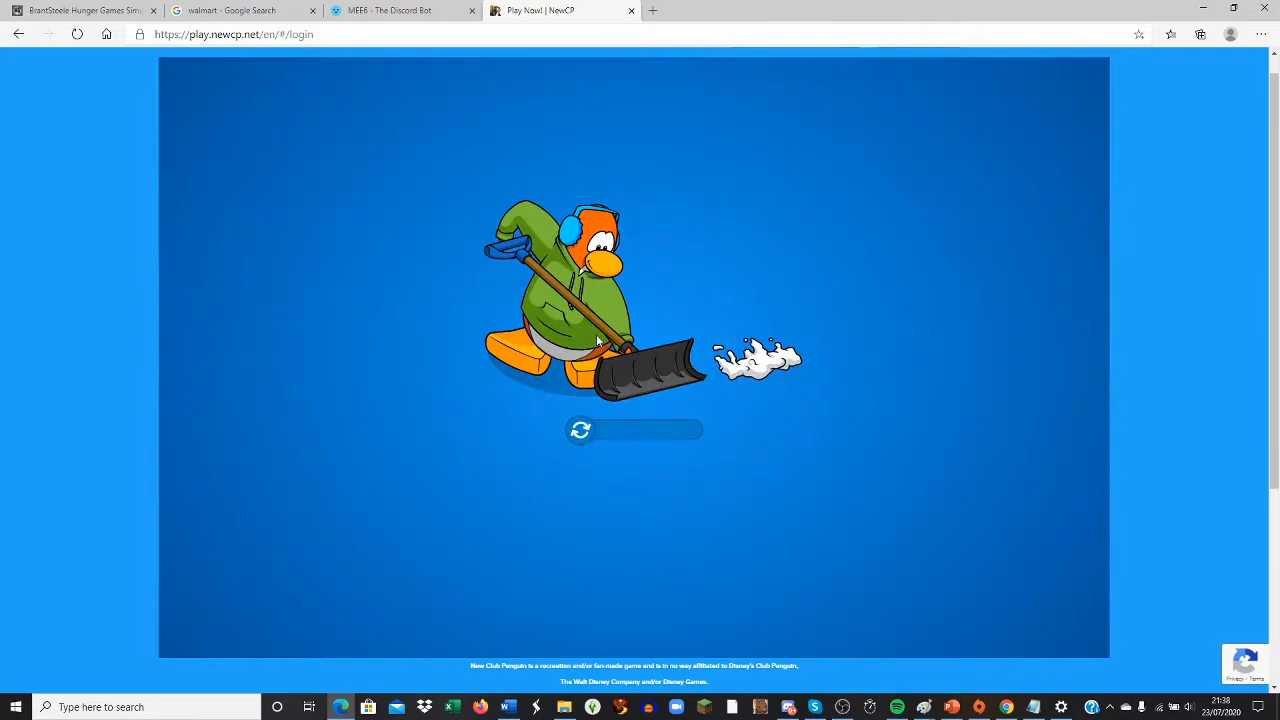 BrantSteele Hunger Games Simu
walmart - Google Search
MEE6 - The Discord Bot
Play Now! | NewCP
https://play.newcp.net/en/#/login
New Club Penguin is a recreation and/or fan-made game and is in no way affiliated to Disney's Club Penguin,
The Walt Disney Company and/or Disney Games.
Privacy - Terms
Type here to search
21:38
23/07/2020